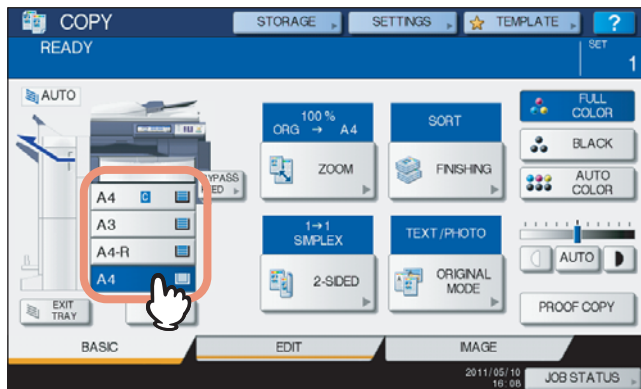 COPY
STORAGE
SETTINGS
TEMPLATE
?
READY
SET
1
AUTO
100 %
ORG → A4
ZOOM
SORT
FINISHING
FULL
COLOR
BLACK
AUTO
COLOR
A4 C
A3
A4-R
A4
1→1
SIMPLEX
2-SIDED
TEXT/PHOTO
ORIGINAL
MODE
AUTO
PROOF COPY
EXIT
TRAY
BASIC
EDIT
IMAGE
2011/05/10
16:08
JOB STATUS